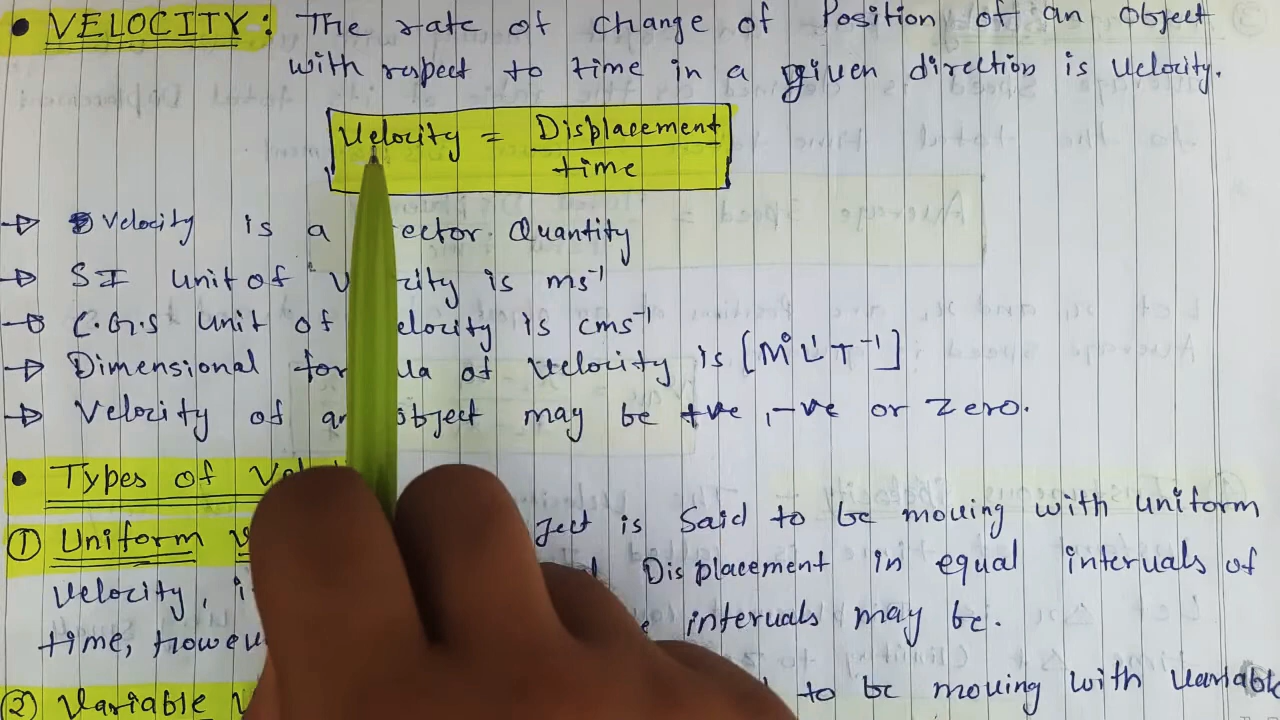 • VELOCITY: The rate of change of Position of an object
with respect to time in a given direction is velocity.
Velocity = Displacement
time
→ Velocity is a ector Quantity
→ SI unit of v city is ms⁻¹
→ C.G.S unit of elocity is cms⁻¹
→ Dimensional for ula of velocity is [M⁰L¹T⁻¹]
→ Velocity of an object may be +ve, -ve or zero.
• Types of Vel
① Uniform v ject is said to be moving with uniform
velocity, i Displacement in equal intervals of
time, howev intervals may be.
② Variable V to be moving with variable